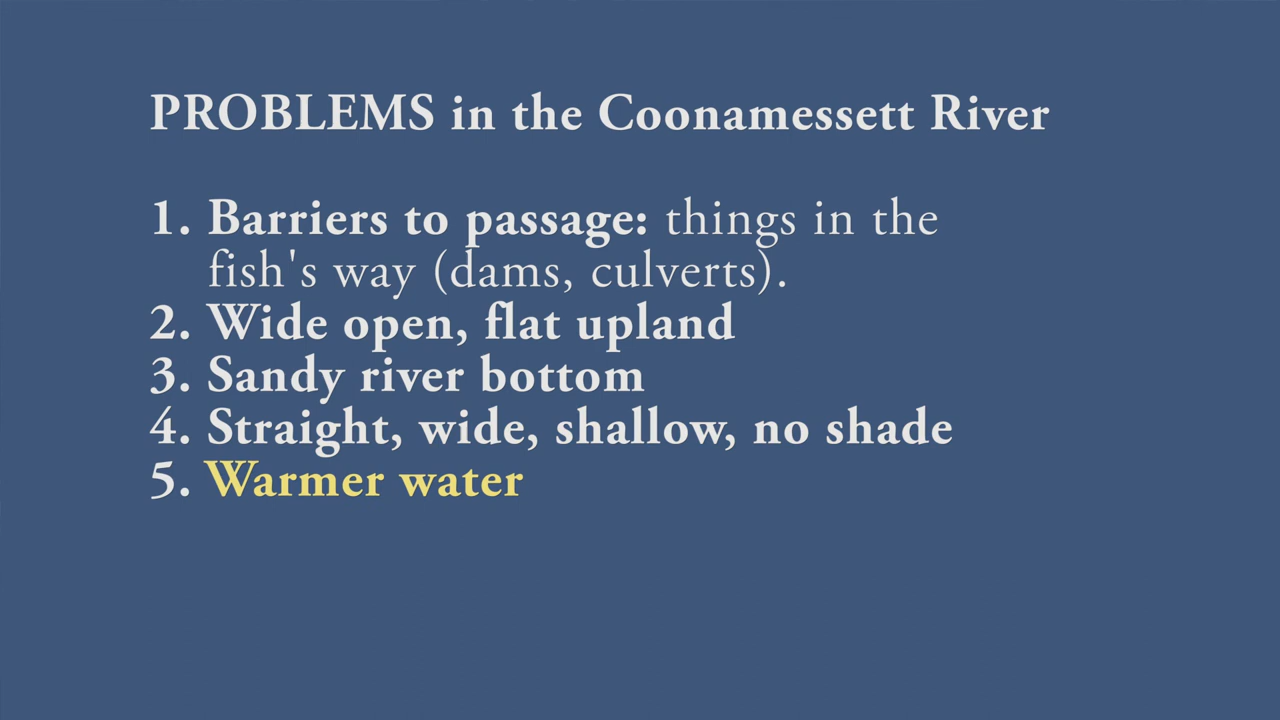 PROBLEMS in the Coonamessett River
1. Barriers to passage: things in the
fish's way (dams, culverts).
2. Wide open, flat upland
3. Sandy river bottom
4. Straight, wide, shallow, no shade
5. Warmer water